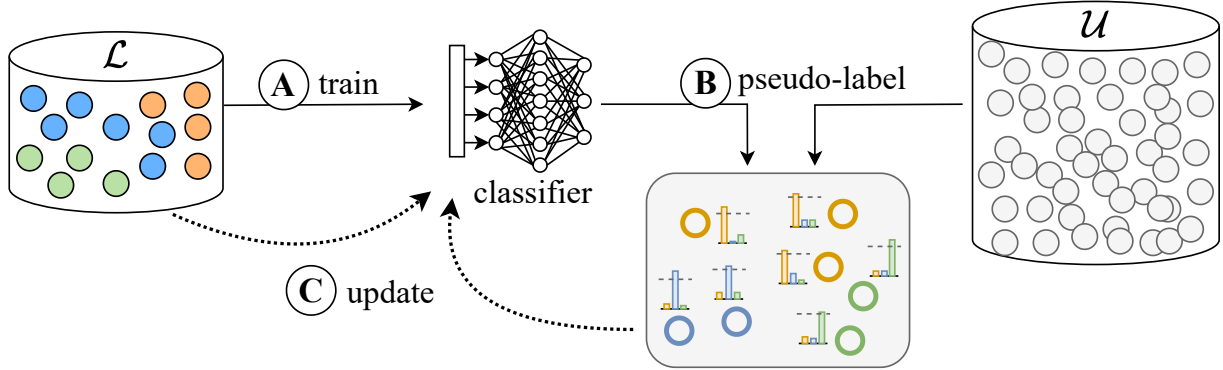 ℒ
A train
B pseudo-label
𝒰
classifier
C update